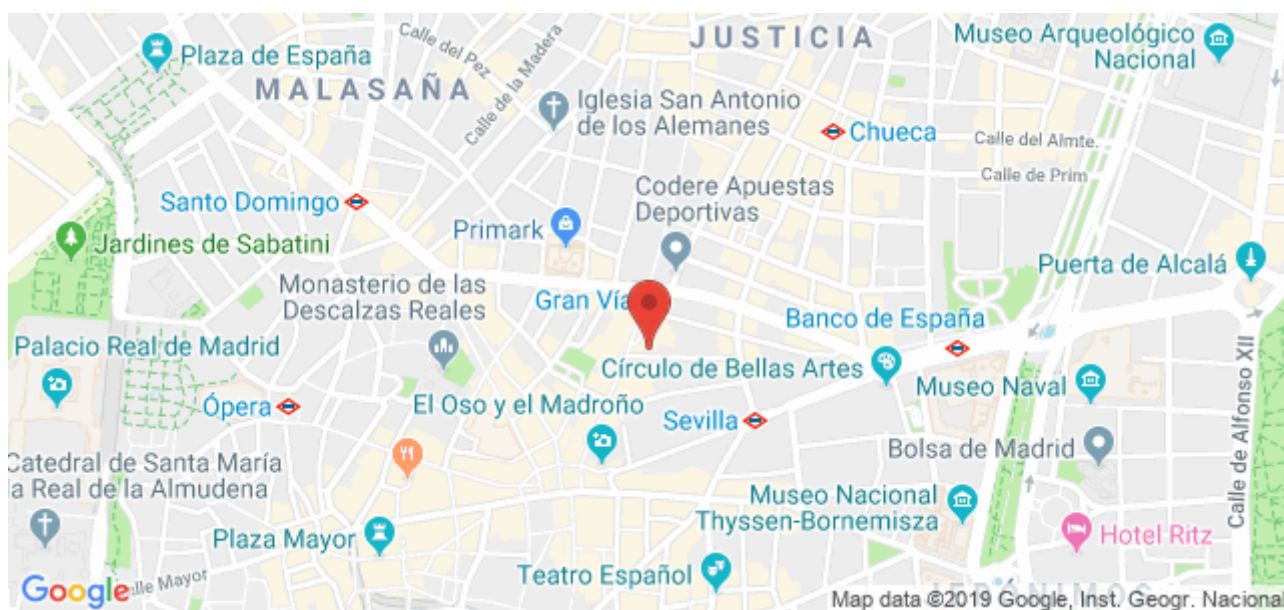 JUSTICIA
Museo Arqueológico
Nacional
Calle del Pez
Calle de la Madera
Plaza de España
MALASAÑA
Iglesia San Antonio
de los Alemanes
Chueca
Calle del Almte.
Calle de Prim
Santo Domingo
Codere Apuestas
Deportivas
Primark
Jardines de Sabatini
Puerta de Alcalá
Monasterio de las
Descalzas Reales
Gran Vía
Banco de España
Palacio Real de Madrid
Círculo de Bellas Artes
Museo Naval
Calle de Alfonso XII
Ópera
El Oso y el Madroño
Sevilla
Bolsa de Madrid
Catedral de Santa María
a Real de la Almudena
Museo Nacional
Thyssen-Bornemisza
Plaza Mayor
Hotel Ritz
Teatro Español
Google
alle Mayor
Map data ©2019 Google, Inst. Geogr. Naciona